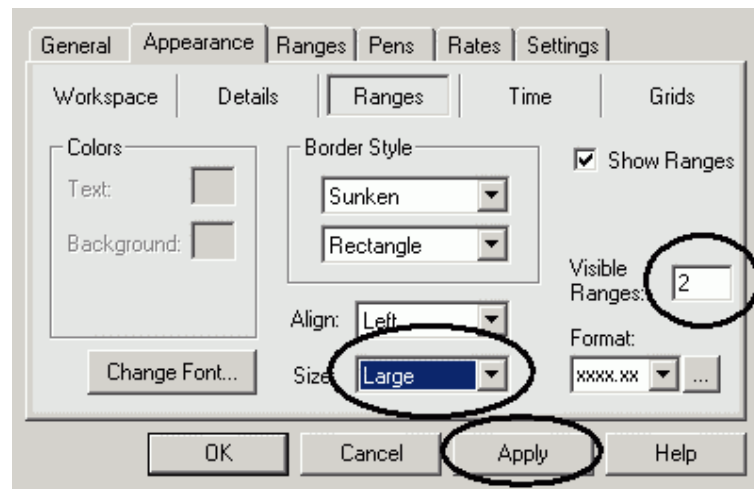 General Appearance Ranges Pens Rates Settings
Workspace Details Ranges Time Grids
Colors
Text:
Background:
Change Font...
Border Style
Sunken
Rectangle
Align: Left
Size Large
Show Ranges
Visible
Ranges: 2
Format:
xxxx.xx ...
OK Cancel Apply Help